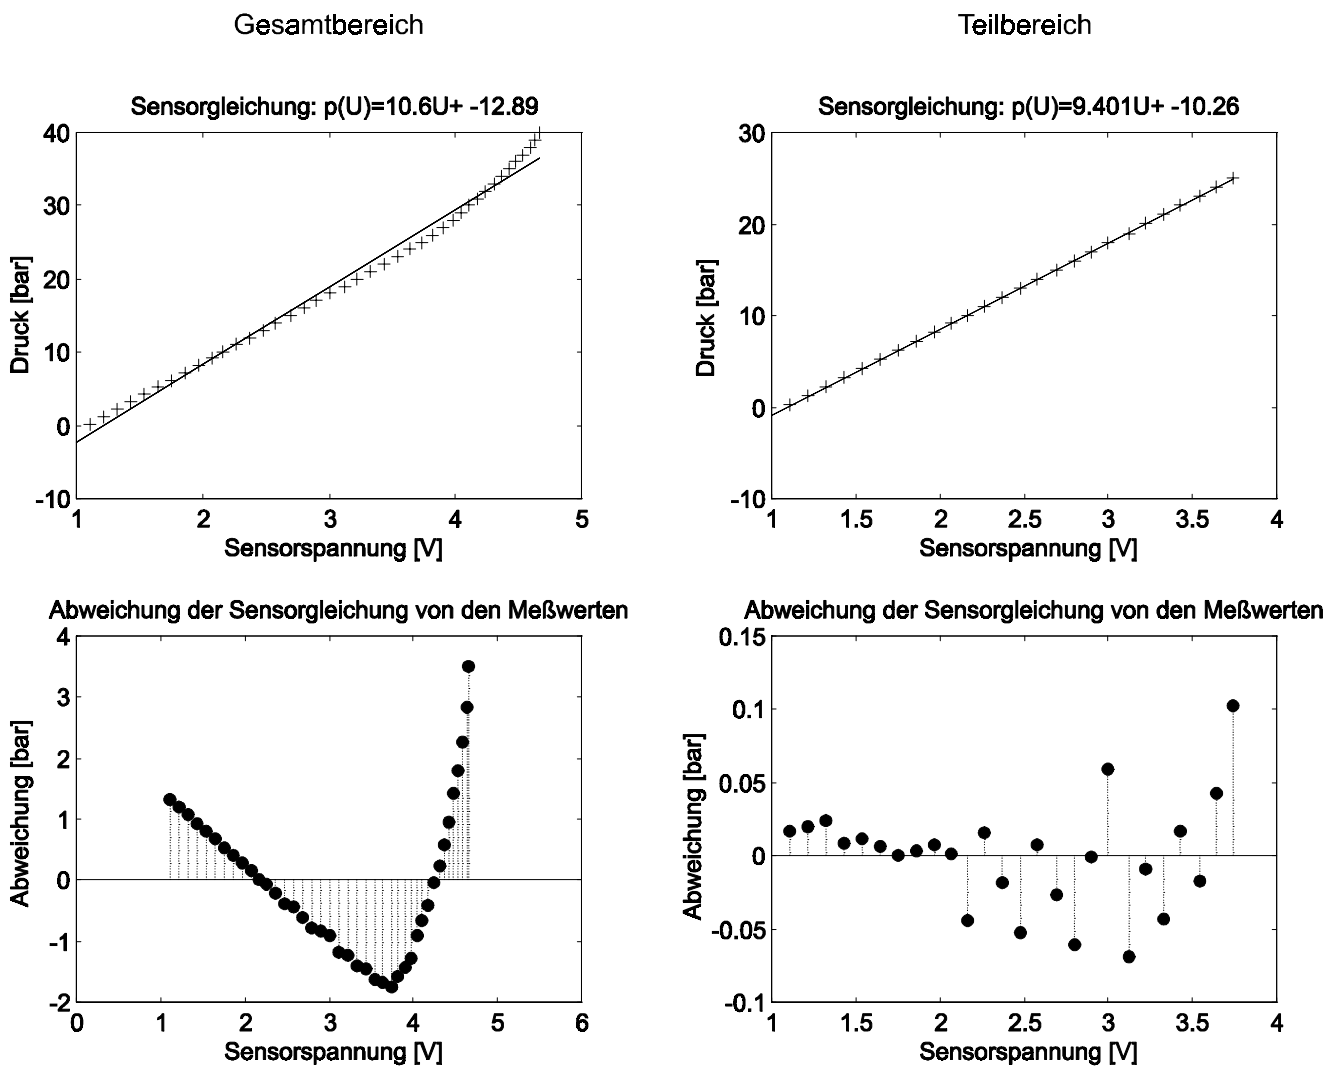 Gesamtbereich
Teilbereich
Sensorgleichung: p(U)=10.6U+ -12.89
40
30
20
10
0
-10
Druck [bar]
1 2 3 4 5
Sensorspannung [V]
Sensorgleichung: p(U)=9.401U+ -10.26
30
20
10
0
-10
Druck [bar]
1 1.5 2 2.5 3 3.5 4
Sensorspannung [V]
Abweichung der Sensorgleichung von den Meßwerten
4
3
2
1
0
-1
-2
Abweichung [bar]
0 1 2 3 4 5 6
Sensorspannung [V]
Abweichung der Sensorgleichung von den Meßwerten
0.15
0.1
0.05
0
-0.05
-0.1
Abweichung [bar]
1 1.5 2 2.5 3 3.5 4
Sensorspannung [V]